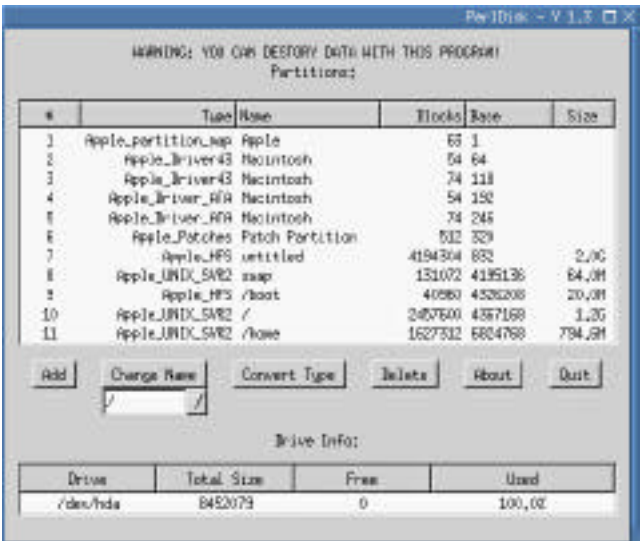 PerlDisk - V 1.3
WARNING: YOU CAN DESTORY DATA WITH THIS PROGRAM!
Partitions:
# Type Name Blocks Base Size
1 Apple_partition_map Apple 63 1
2 Apple_Driver43 Macintosh 54 64
3 Apple_Driver43 Macintosh 74 118
4 Apple_Driver_ATA Macintosh 54 192
5 Apple_Driver_ATA Macintosh 74 246
6 Apple_Patches Patch Partition 512 320
7 Apple_HFS untitled 4194304 832 2.0G
8 Apple_UNIX_SVR2 swap 131072 4195136 64.0M
9 Apple_HFS /boot 40960 4326208 20.0M
10 Apple_UNIX_SVR2 / 2457600 4367168 1.2G
11 Apple_UNIX_SVR2 /home 1627312 6824768 794.6M
Add Change Name Convert Type Delete About Quit
/ /
Drive Info:
Drive Total Size Free Used
/dev/hda 8452079 0 100.0%